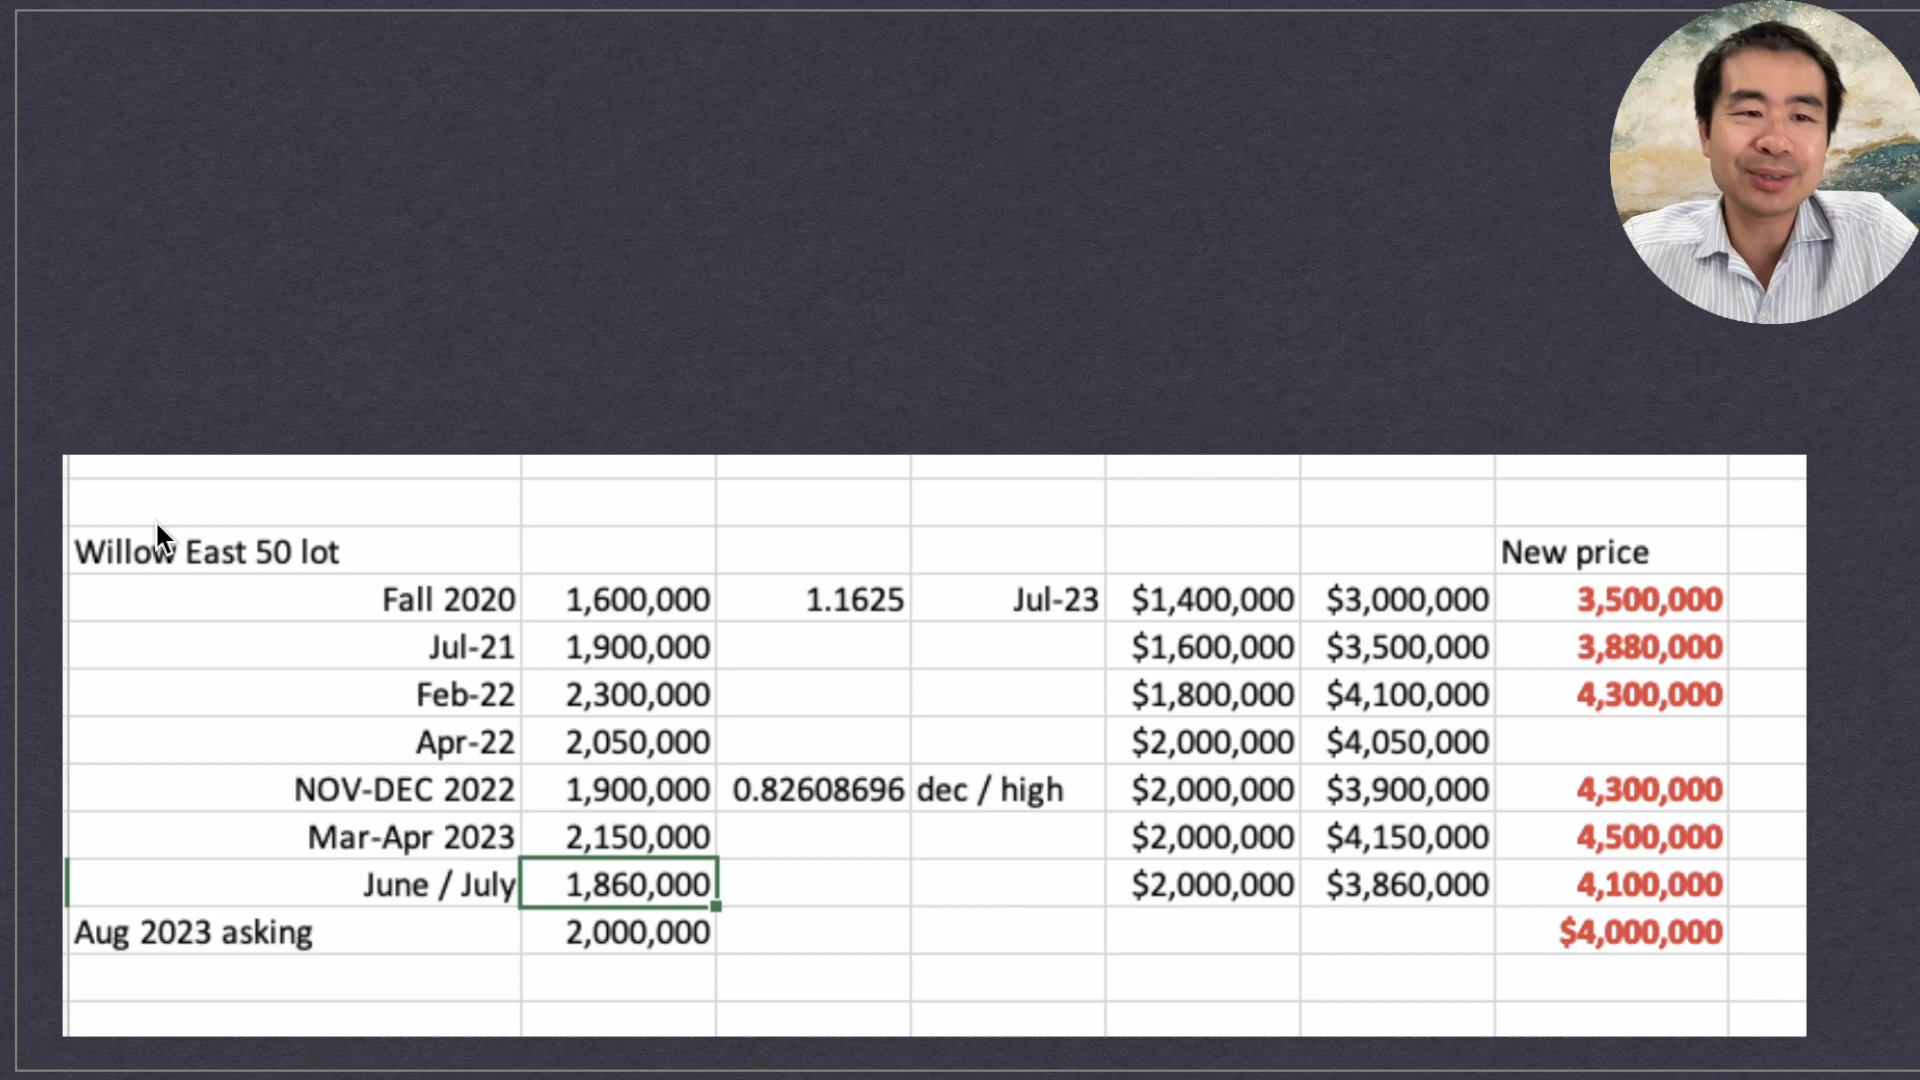 Willow East 50 lot New price
Fall 2020 1,600,000 1.1625 Jul-23 $1,400,000 $3,000,000 3,500,000
Jul-21 1,900,000 $1,600,000 $3,500,000 3,880,000
Feb-22 2,300,000 $1,800,000 $4,100,000 4,300,000
Apr-22 2,050,000 $2,000,000 $4,050,000
NOV-DEC 2022 1,900,000 0.82608696 dec / high $2,000,000 $3,900,000 4,300,000
Mar-Apr 2023 2,150,000 $2,000,000 $4,150,000 4,500,000
June / July 1,860,000 $2,000,000 $3,860,000 4,100,000
Aug 2023 asking 2,000,000 $4,000,000